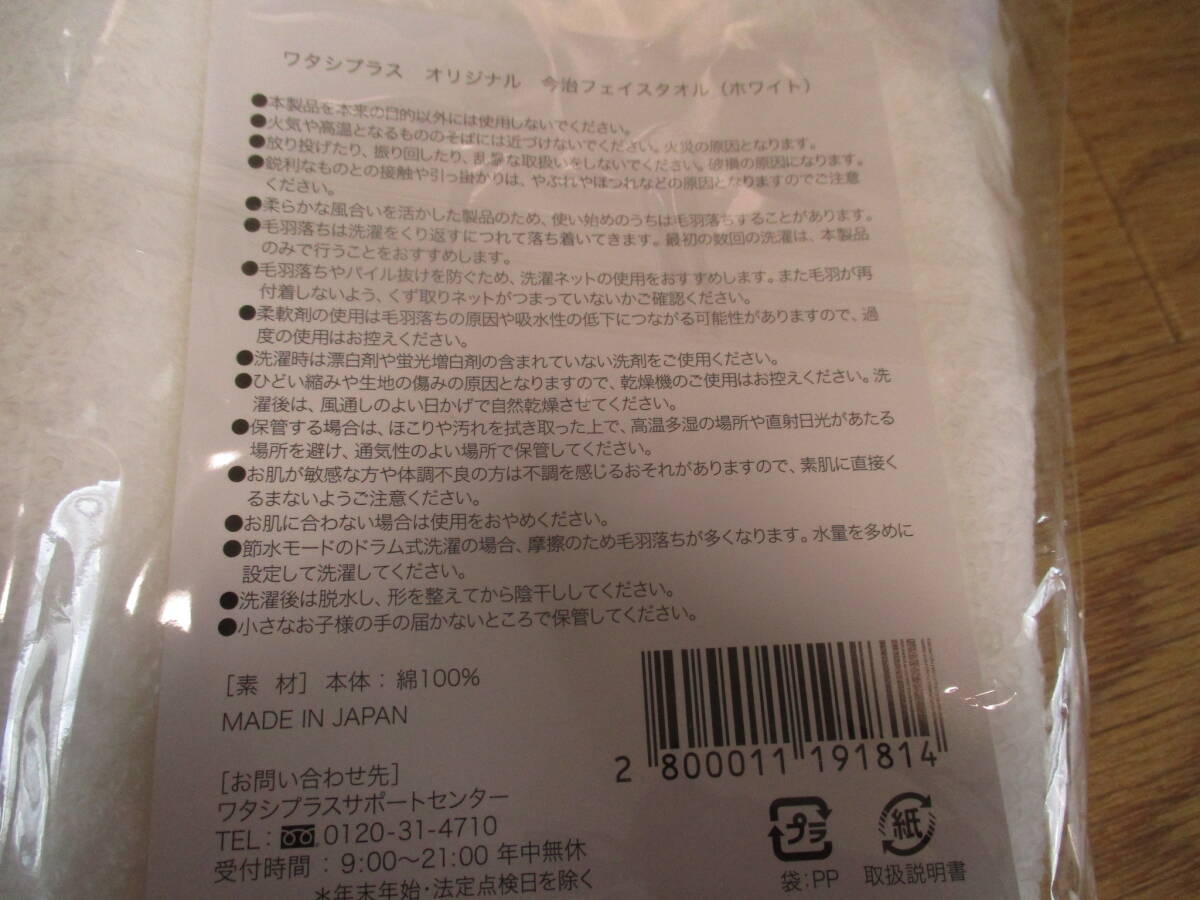 ワタシプラス オリジナル 今治フェイスタオル（ホワイト）
●本製品を本来の目的以外には使用しないでください。
●火気や高温となるもののそばには近づけないでください。火災の原因となります。
●放り投げたり、振り回したり、乱暴な取扱いをしないでください。破損の原因になります。
●鋭利なものとの接触や引っ掛かりは、やぶれやほつれなどの原因となりますのでご注意
ください。
●柔らかな風合いを活かした製品のため、使い始めのうちは毛羽落ちすることがあります。
●毛羽落ちは洗濯をくり返すにつれて落ち着いてきます。最初の数回の洗濯は、本製品
のみで行うことをおすすめします。
●毛羽落ちやパイル抜けを防ぐため、洗濯ネットの使用をおすすめします。また毛羽が再
付着しないよう、くず取りネットがつまっていないかご確認ください。
●柔軟剤の使用は毛羽落ちの原因や吸水性の低下につながる可能性がありますので、過
度の使用はお控えください。
●洗濯時は漂白剤や蛍光増白剤の含まれていない洗剤をご使用ください。
●ひどい縮みや生地の傷みの原因となりますので、乾燥機のご使用はお控えください。洗
濯後は、風通しのよい日かげで自然乾燥させてください。
●保管する場合は、ほこりや汚れを拭き取った上で、高温多湿の場所や直射日光があたる
場所を避け、通気性のよい場所で保管してください。
●お肌が敏感な方や体調不良の方は不調を感じるおそれがありますので、素肌に直接く
るまないようご注意ください。
●お肌に合わない場合は使用をおやめください。
●節水モードのドラム式洗濯の場合、摩擦のため毛羽落ちが多くなります。水量を多めに
設定して洗濯してください。
●洗濯後は脱水し、形を整えてから陰干ししてください。
●小さなお子様の手の届かないところで保管してください。
［素 材］本体：綿100%
MADE IN JAPAN
2 800011 191814
［お問い合わせ先］
ワタシプラスサポートセンター
TEL：0120-31-4710
受付時間：9:00〜21:00 年中無休
＊年末年始・法定点検日を除く
プラ
袋：PP
紙
取扱説明書